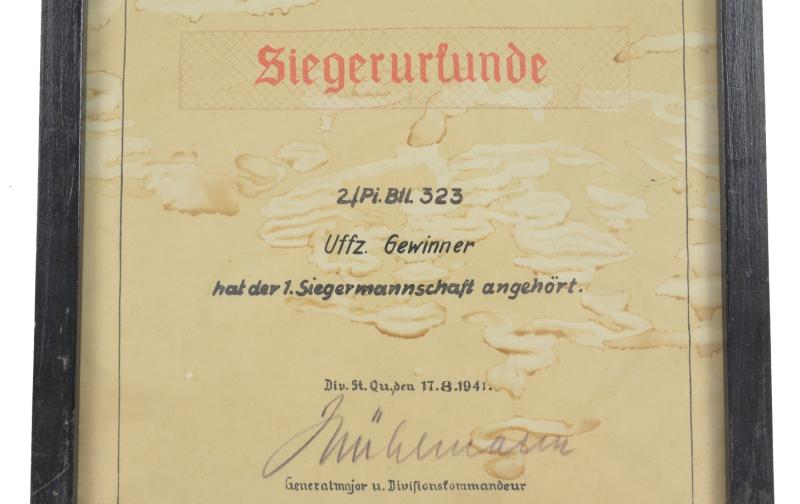 Siegerurkunde
2./Pi.Btl. 323
Uffz. Gewinner
hat der 1. Siegermannschaft angehört.
Div. St. Qu., den 17.8.1941.
Generalmajor u. Divisionskommandeur